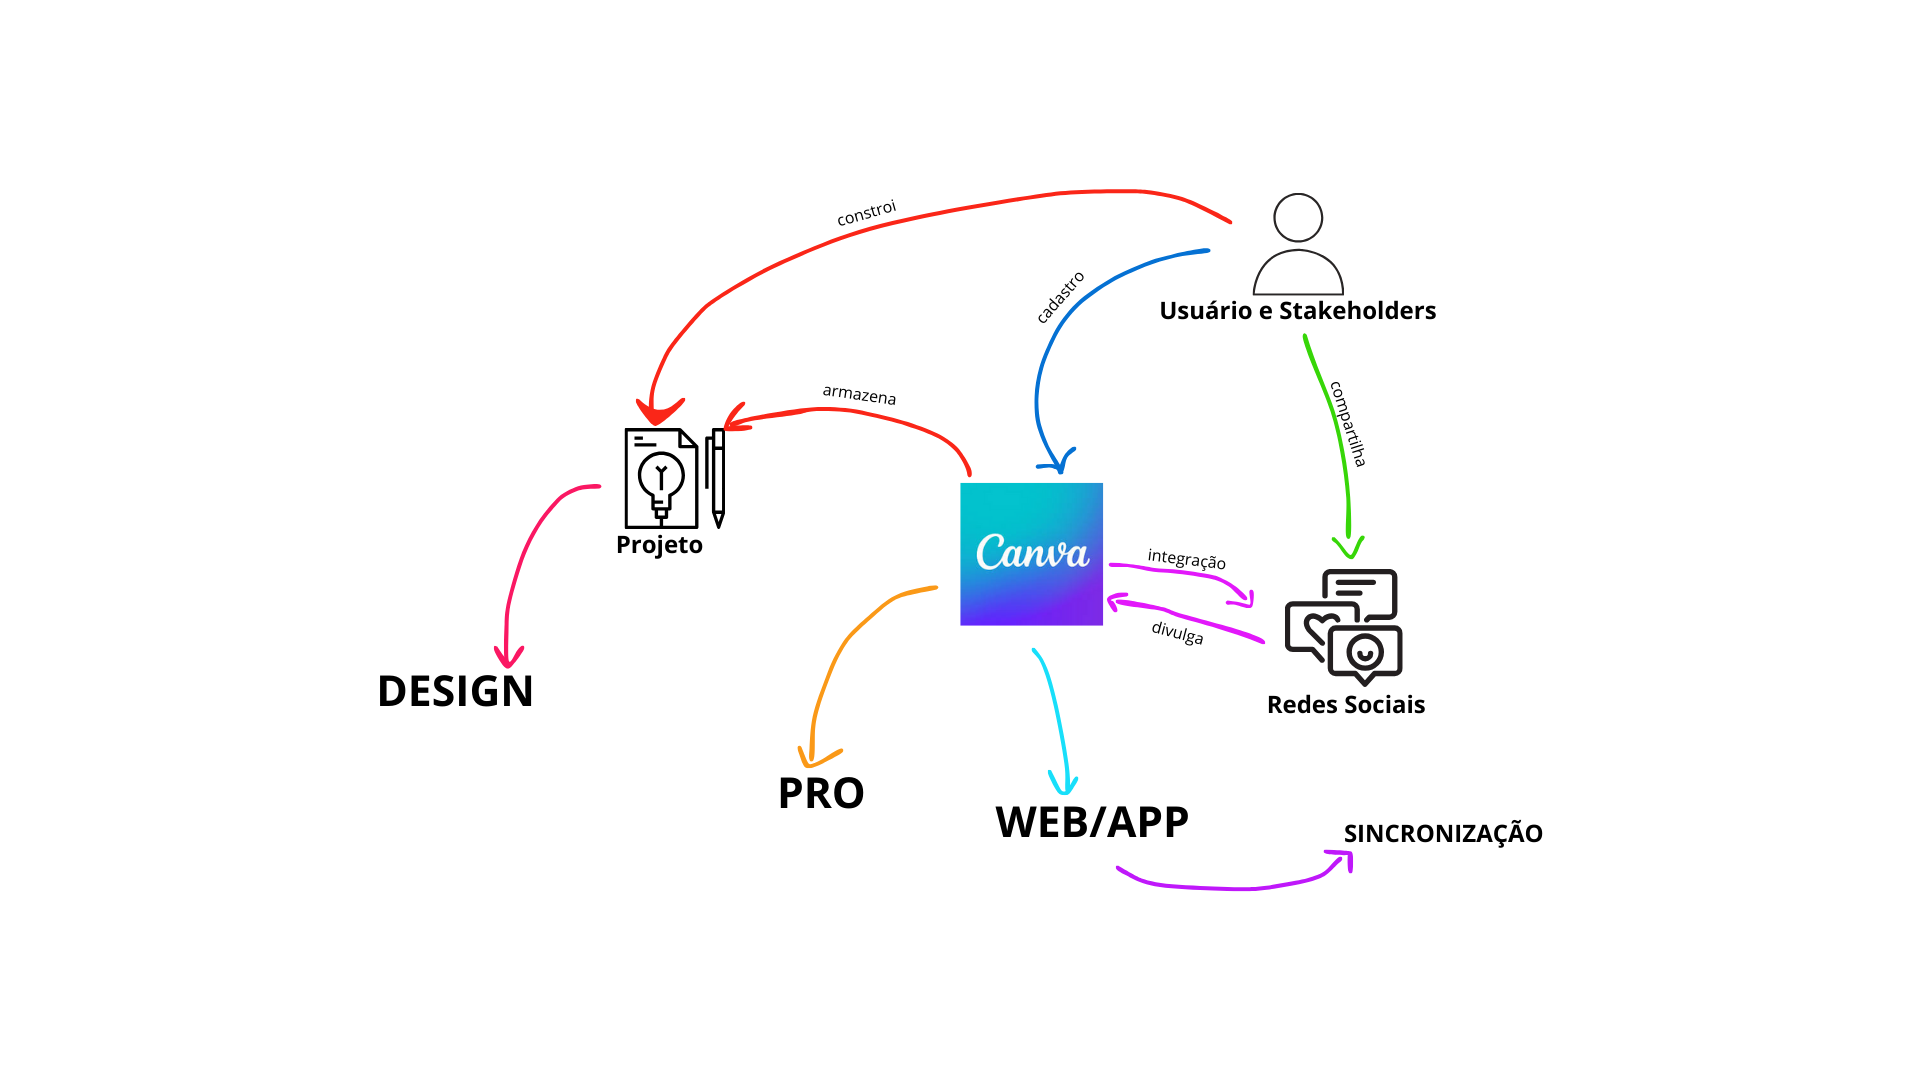 constroi
cadastro
Usuário e Stakeholders
armazena
compartilha
Projeto
Canva
integração
divulga
DESIGN
Redes Sociais
PRO
WEB/APP
SINCRONIZAÇÃO